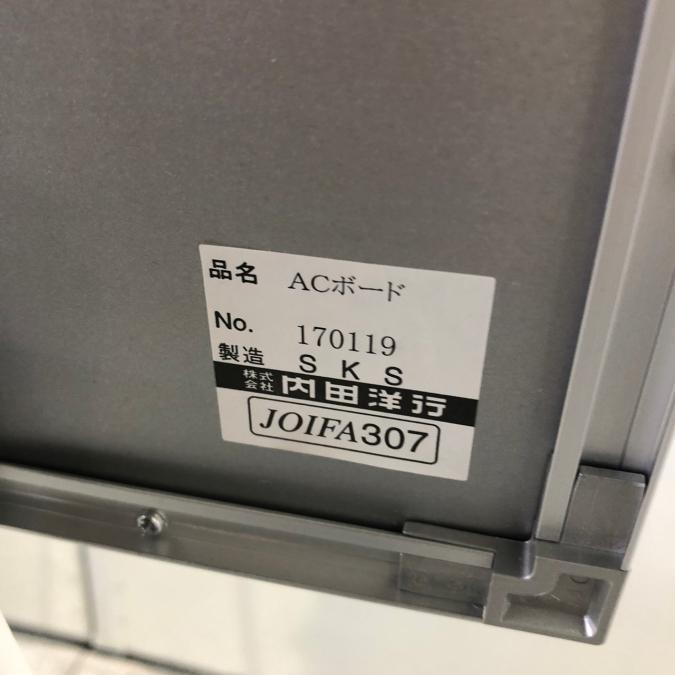 品名 ACボード
No. 170119
製造 SKS
株式会社 内田洋行
JOIFA307